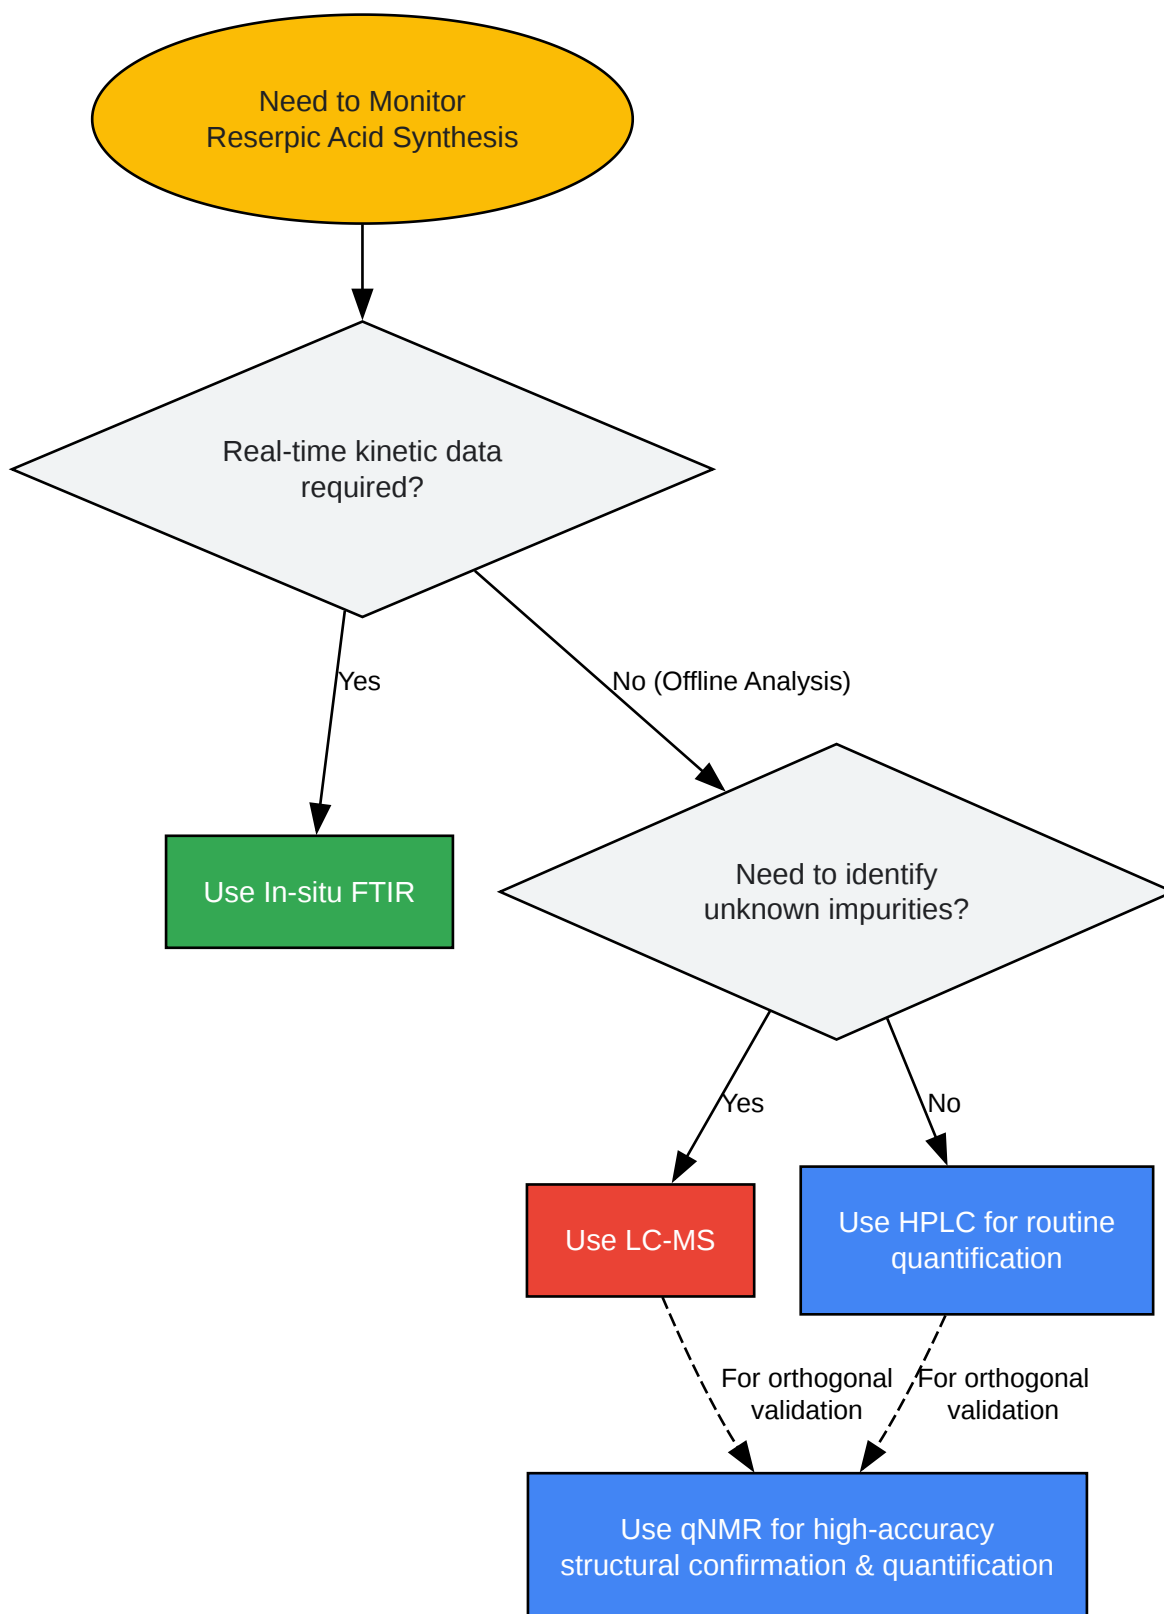 Need to Monitor
Reserpic Acid Synthesis
Real-time kinetic data
required?
Yes
No (Offline Analysis)
Use In-situ FTIR
Need to identify
unknown impurities?
Yes
No
Use LC-MS
Use HPLC for routine
quantification
For orthogonal
validation
For orthogonal
validation
Use qNMR for high-accuracy
structural confirmation & quantification